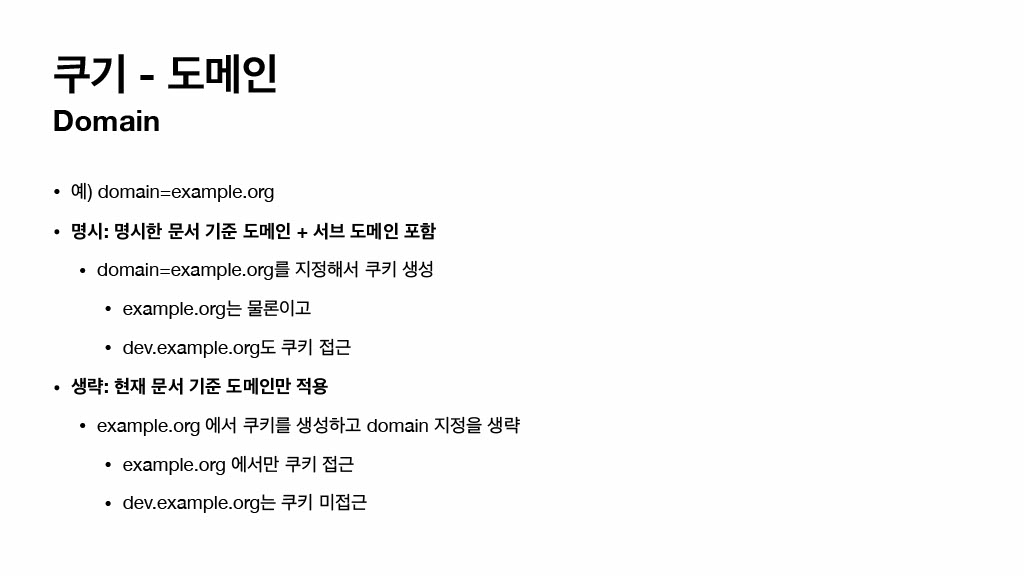 쿠기 - 도메인
Domain
• 예) domain=example.org
• 명시: 명시한 문서 기준 도메인 + 서브 도메인 포함
• domain=example.org를 지정해서 쿠키 생성
• example.org는 물론이고
• dev.example.org도 쿠키 접근
• 생략: 현재 문서 기준 도메인만 적용
• example.org 에서 쿠키를 생성하고 domain 지정을 생략
• example.org 에서만 쿠키 접근
• dev.example.org는 쿠키 미접근